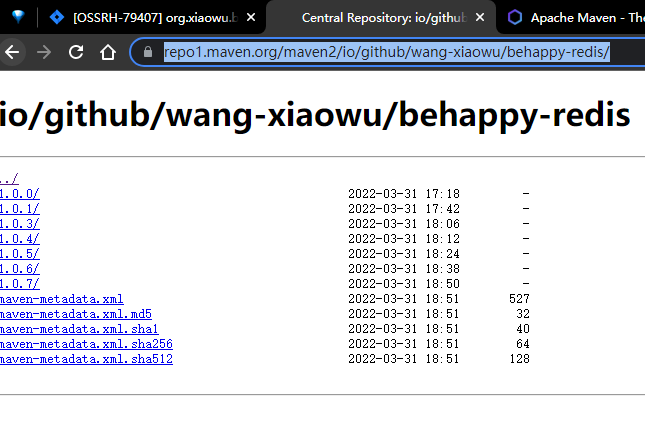 [OSSRH-79407] org.xiaowu.b
Central Repository: io/github
Apache Maven - The
repo1.maven.org/maven2/io/github/wang-xiaowu/behappy-redis/
io/github/wang-xiaowu/behappy-redis
../
1.0.0/ 2022-03-31 17:18 -
1.0.1/ 2022-03-31 17:42 -
1.0.3/ 2022-03-31 18:06 -
1.0.4/ 2022-03-31 18:12 -
1.0.5/ 2022-03-31 18:24 -
1.0.6/ 2022-03-31 18:38 -
1.0.7/ 2022-03-31 18:50 -
maven-metadata.xml 2022-03-31 18:51 527
maven-metadata.xml.md5 2022-03-31 18:51 32
maven-metadata.xml.sha1 2022-03-31 18:51 40
maven-metadata.xml.sha256 2022-03-31 18:51 64
maven-metadata.xml.sha512 2022-03-31 18:51 128